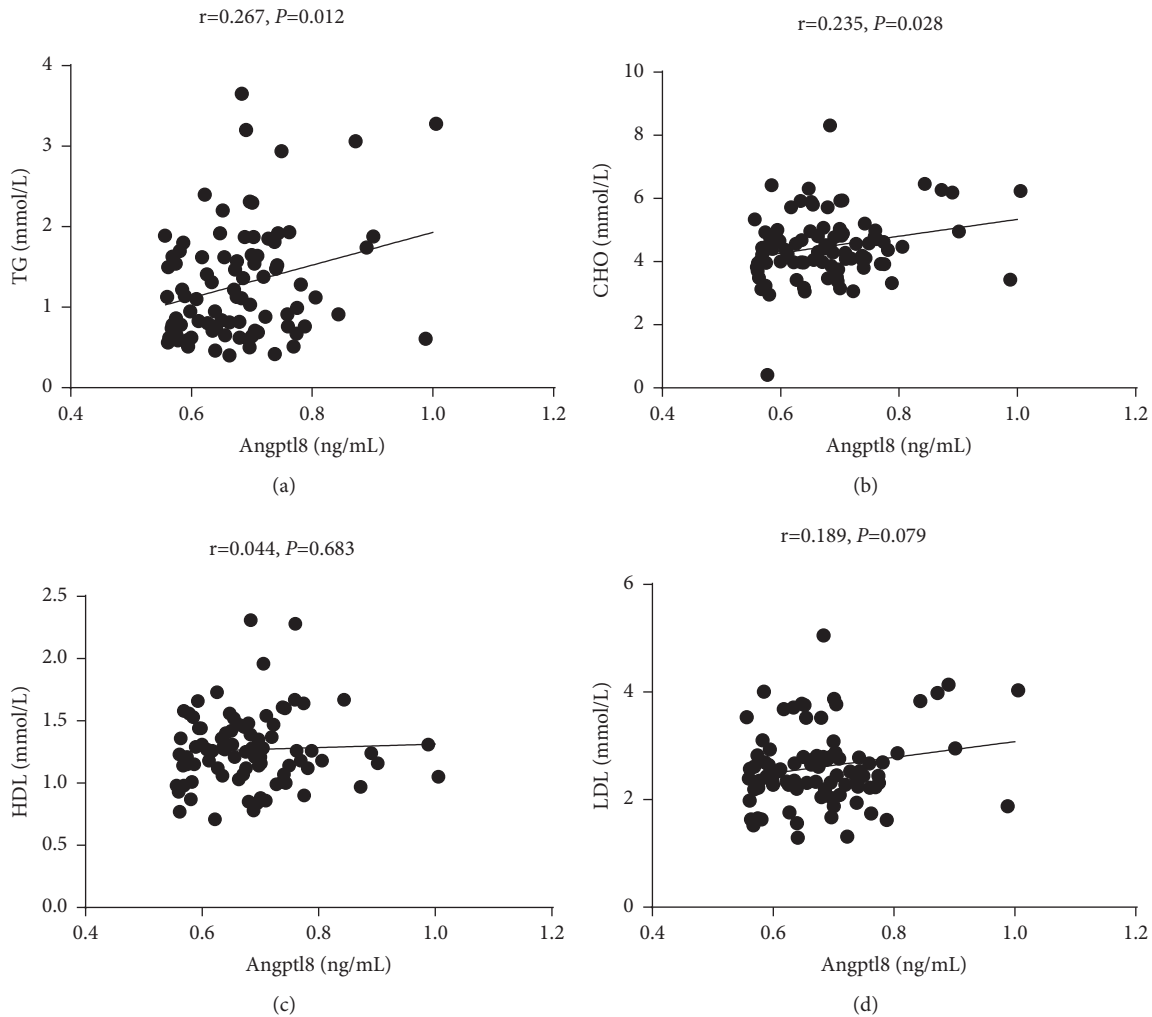 r=0.267, P=0.012
4
3
2
1
0
TG (mmol/L)
0.4
0.6
0.8
1.0
1.2
Angptl8 (ng/mL)
(a)
r=0.235, P=0.028
10
8
6
4
2
0
CHO (mmol/L)
0.4
0.6
0.8
1.0
1.2
Angptl8 (ng/mL)
(b)
r=0.044, P=0.683
2.5
2.0
1.5
1.0
0.5
0.0
HDL (mmol/L)
0.4
0.6
0.8
1.0
1.2
Angptl8 (ng/mL)
(c)
r=0.189, P=0.079
6
4
2
0
LDL (mmol/L)
0.4
0.6
0.8
1.0
1.2
Angptl8 (ng/mL)
(d)